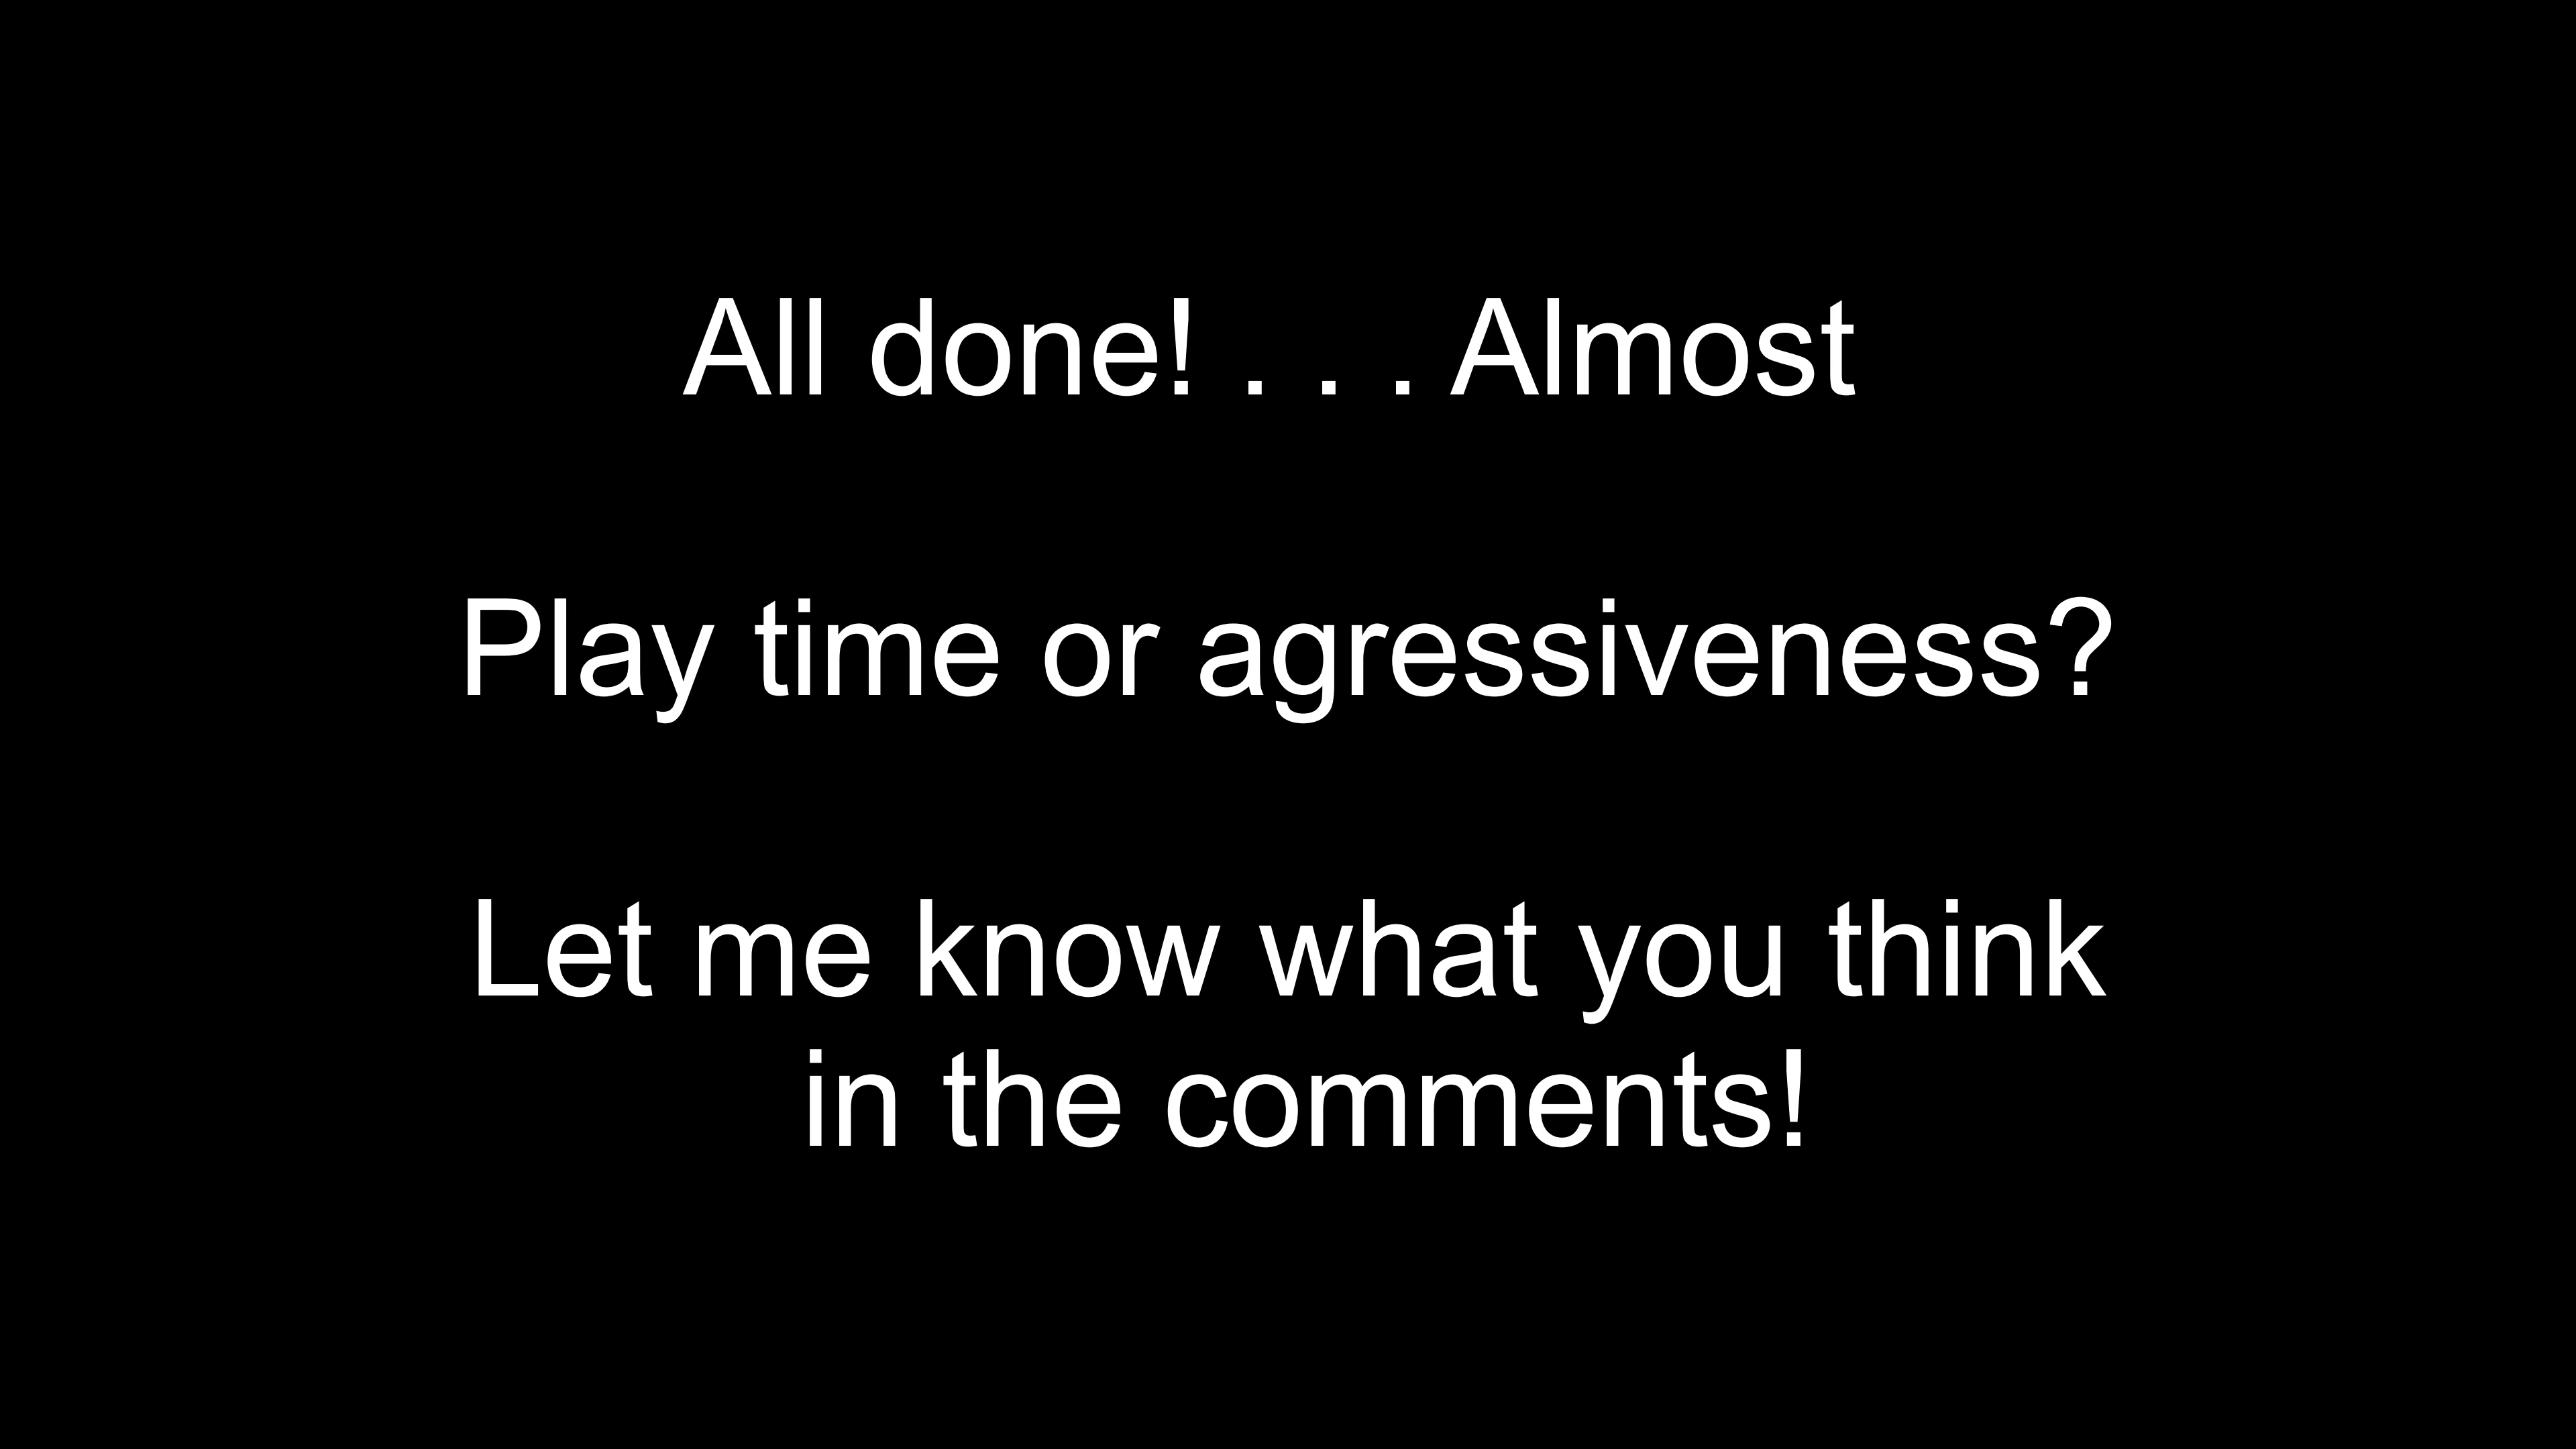 All done! . . . Almost
Play time or agressiveness?
Let me know what you think
in the comments!